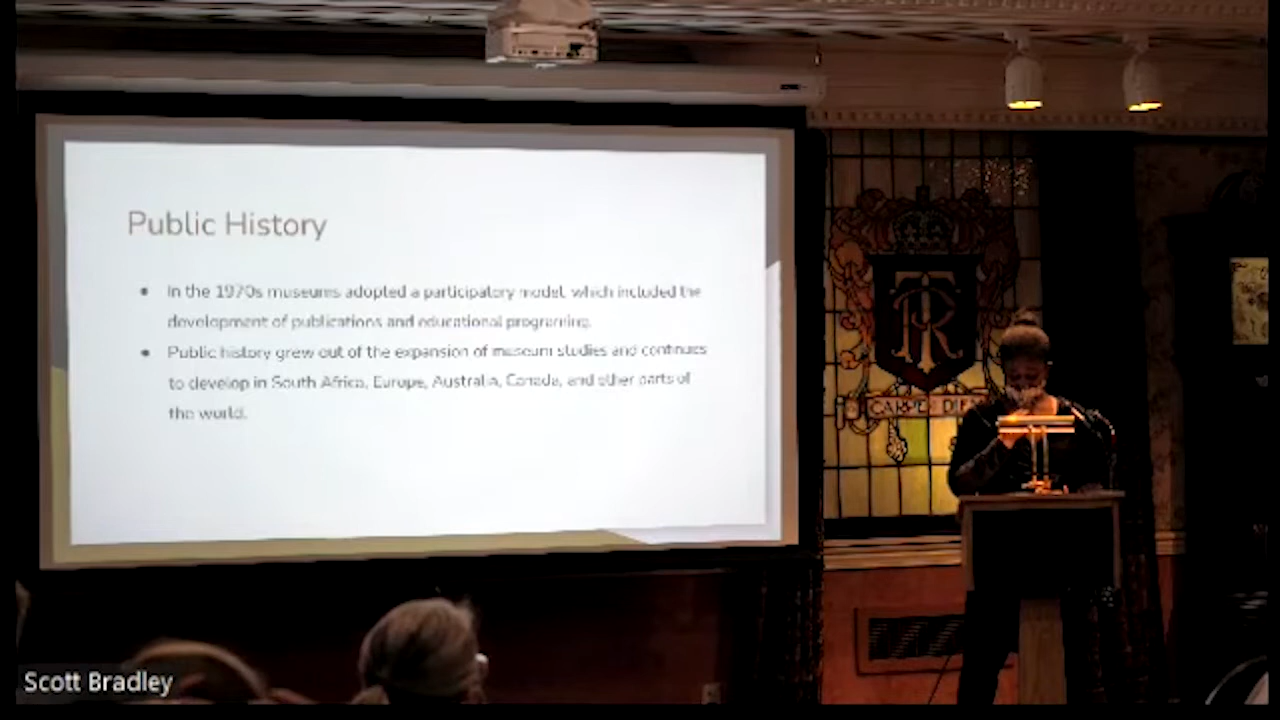 Public History
• In the 1970s museums adopted a participatory model, which included the
development of publications and educational programing.
• Public history grew out of the expansion of museum studies and continues
to develop in South Africa, Europe, Australia, Canada, and other parts of
the world.
CARPE DIEM
Scott Bradley